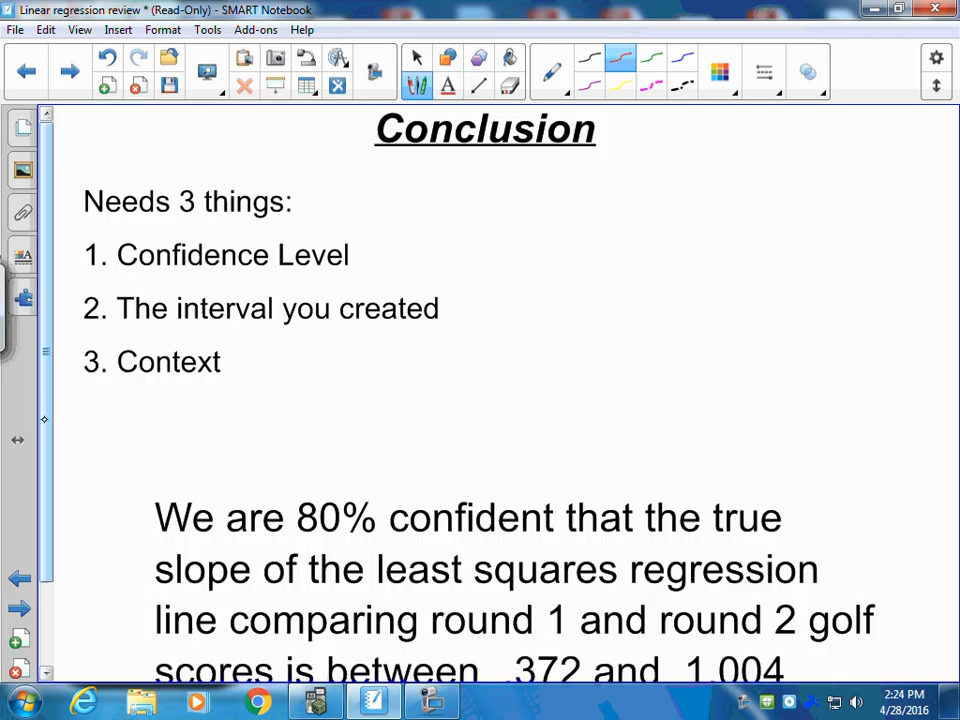 Linear regression review * (Read-Only) - SMART Notebook
File Edit View Insert Format Tools Add-ons Help
Conclusion
Needs 3 things:
1. Confidence Level
2. The interval you created
3. Context
We are 80% confident that the true
slope of the least squares regression
line comparing round 1 and round 2 golf
scores is between .372 and 1.004
2:24 PM
4/28/2016